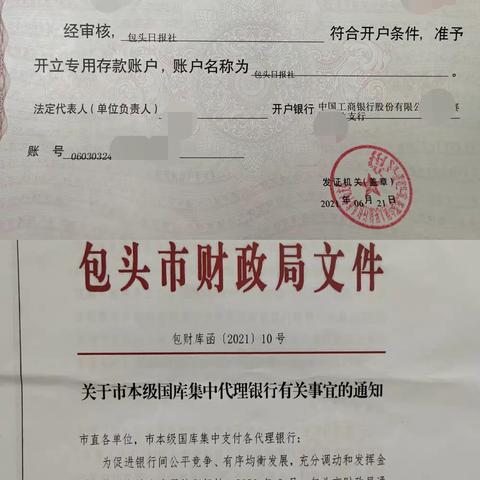 经审核， 包头日报社 符合开户条件，准予
开立专用存款账户，账户名称为 包头日报社 。
法定代表人（单位负责人） 开户银行 中国工商银行股份有限公
支行
账 号 06030324
发证机关（盖章）
2021年06月21日
包头市财政局文件
包财库函〔2021〕10号
关于市本级国库集中代理银行有关事宜的通知
市直各单位，市本级国库集中支付各代理银行：
为促进银行间公平竞争、有序均衡发展，充分调动和发挥金